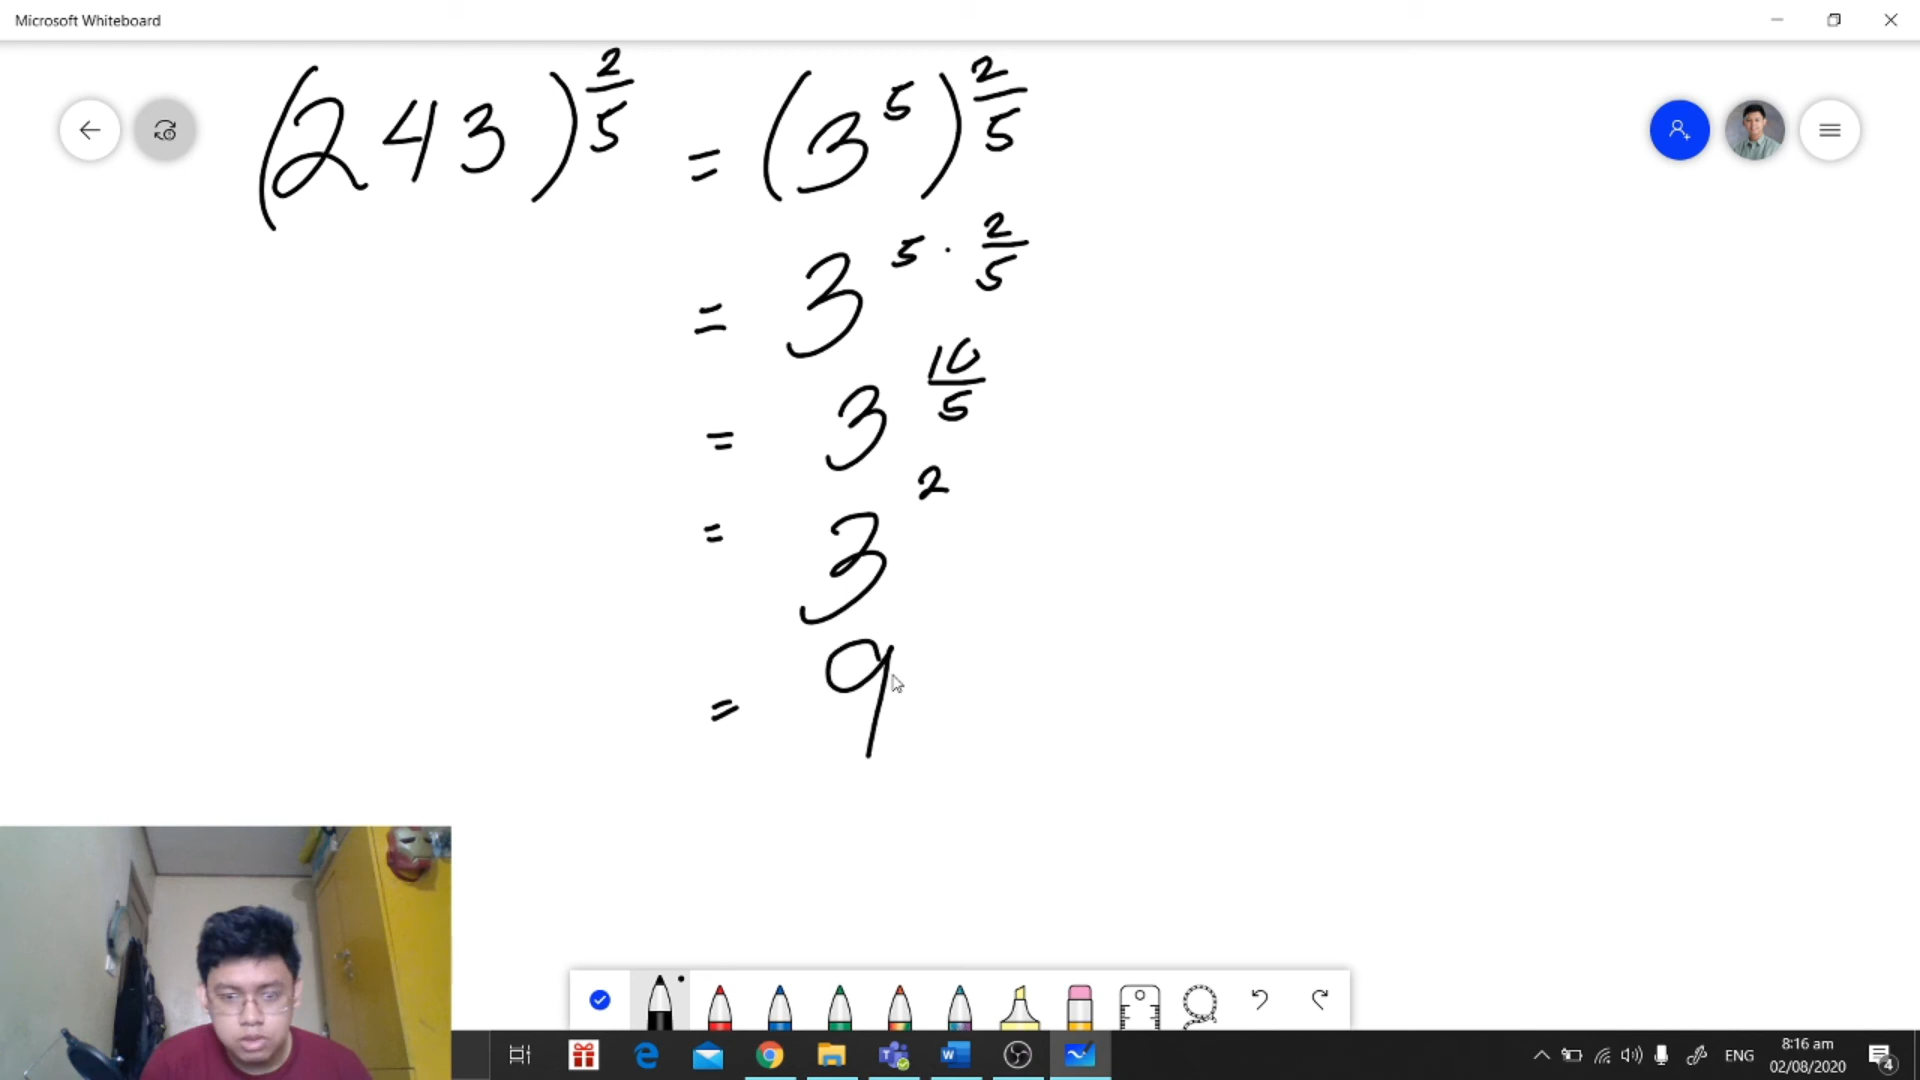 Microsoft Whiteboard
(243)^(2/5) = (3^5)^(2/5)
= 3^(5 · 2/5)
= 3^(10/5)
= 3^2
= 9
ENG
8:16 am
02/08/2020
4